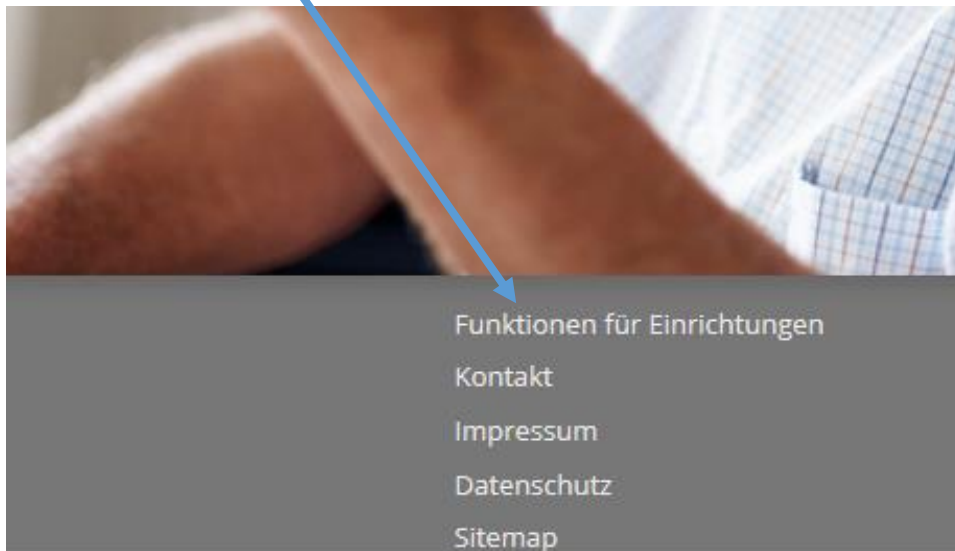 Funktionen für Einrichtungen
Kontakt
Impressum
Datenschutz
Sitemap